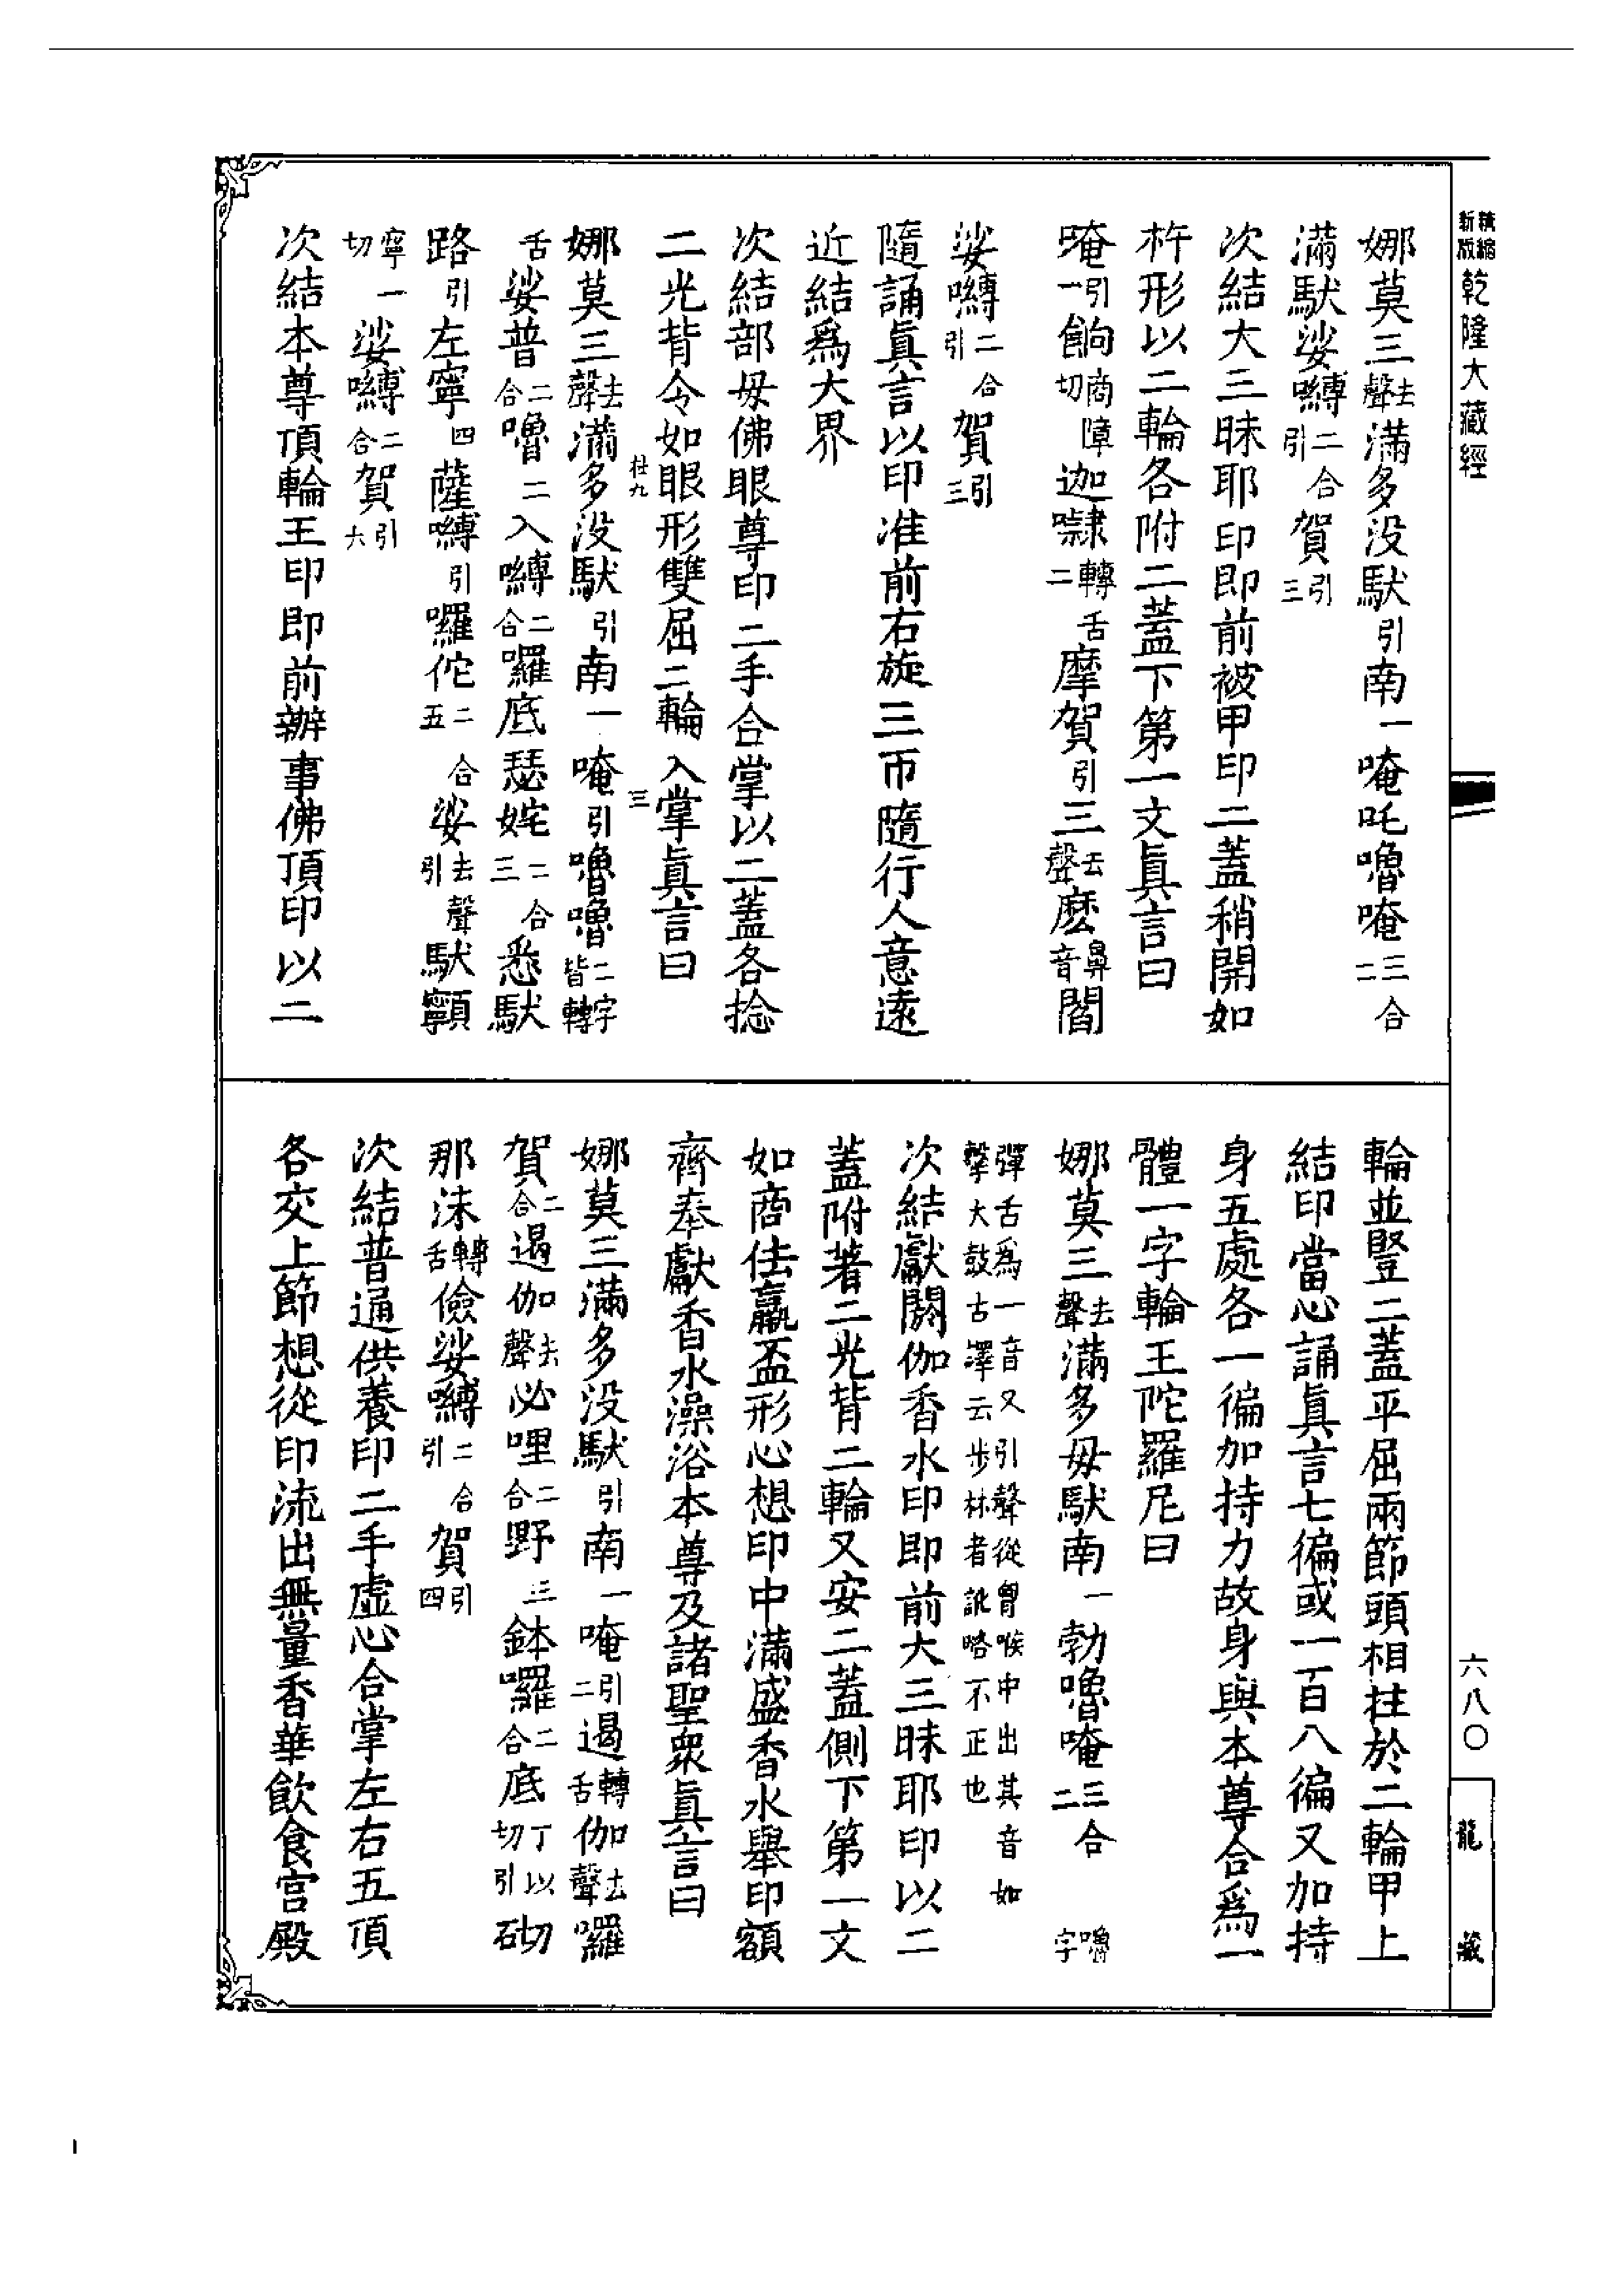 精縮
新版
乾隆大藏經
六八〇
龍藏
娜莫三去聲滿多没馱引南一唵吒嚕唵三合二
滿馱娑嚩二合引賀引三
次結大三昧耶印即前被甲印二蓋稍開如
杵形以二輪各附二蓋下第一文眞言曰
唵引一餉商障切迦㘑轉舌二摩賀引三去聲麽鼻音閻
娑嚩二合引賀引三
隨誦眞言以印准前右旋三帀隨行人意遠
近結爲大界
次結部母佛眼尊印二手合掌以二蓋各捻
二光背令如眼形雙屈二輪入掌眞言曰
杜九 三
娜莫三去聲滿多没馱引南一唵引嚕嚕二字皆轉
舌娑普二合嚕二入嚩二合囉底瑟姹二合三悉馱
路引左寧四薩嚩引囉佗二合五娑去聲引馱顐
寧一切娑嚩二合賀引六
次結本尊頂輪王印即前辦事佛頂印以二
輪並豎二蓋平屈兩節頭相拄於二輪甲上
結印當心誦眞言七徧或一百八徧又加持
身五處各一徧加持力故身與本尊合爲一
體一字輪王陀羅尼曰
娜莫三去聲滿多母馱南一勃嚕唵三合二 嚕字
彈舌爲一音又引聲從胷喉中出其音如
擊大鼓古譯云步林者訛略不正也
次結獻閼伽香水印即前大三昧耶印以二
蓋附著二光背二輪又安二蓋側下第一文
如商佉蠃盃形心想印中滿盛香水舉印額
齊奉獻香水澡浴本尊及諸聖衆眞言曰
娜莫三滿多没馱引南一唵引二遏轉舌伽去聲囉
賀二合遏伽去聲必哩二合野三鉢囉二合底丁以切引砌
那沬轉舌儉娑嚩二合引賀引四
次結普通供養印二手虛心合掌左右五頂
各交上節想從印流出無量香華飲食宮殿